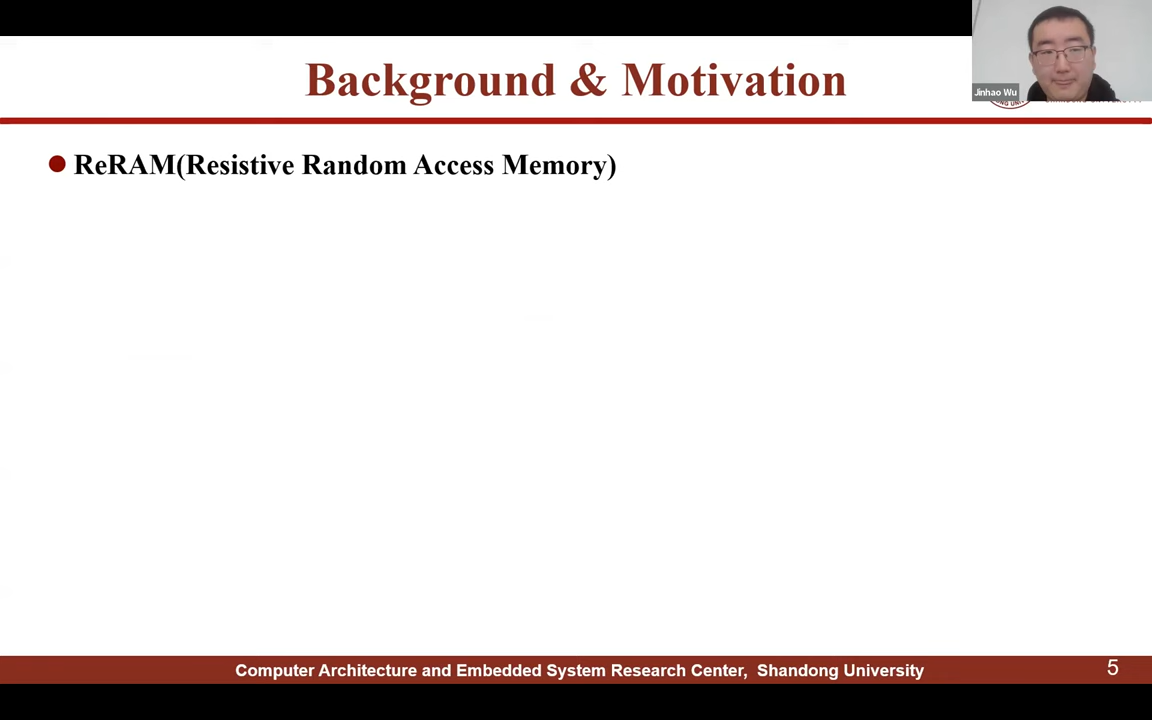 Background & Motivation
Jinhao Wu
ReRAM(Resistive Random Access Memory)
Computer Architecture and Embedded System Research Center, Shandong University
5